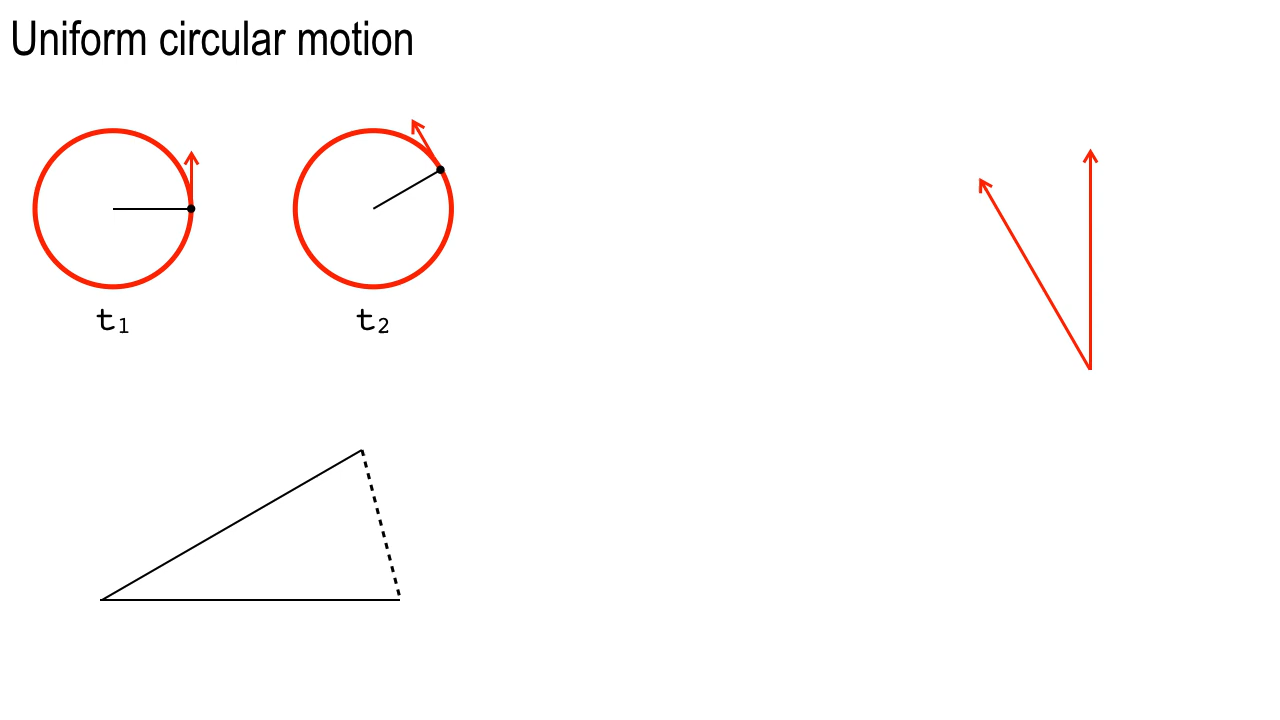 Uniform circular motion
t₁
t₂